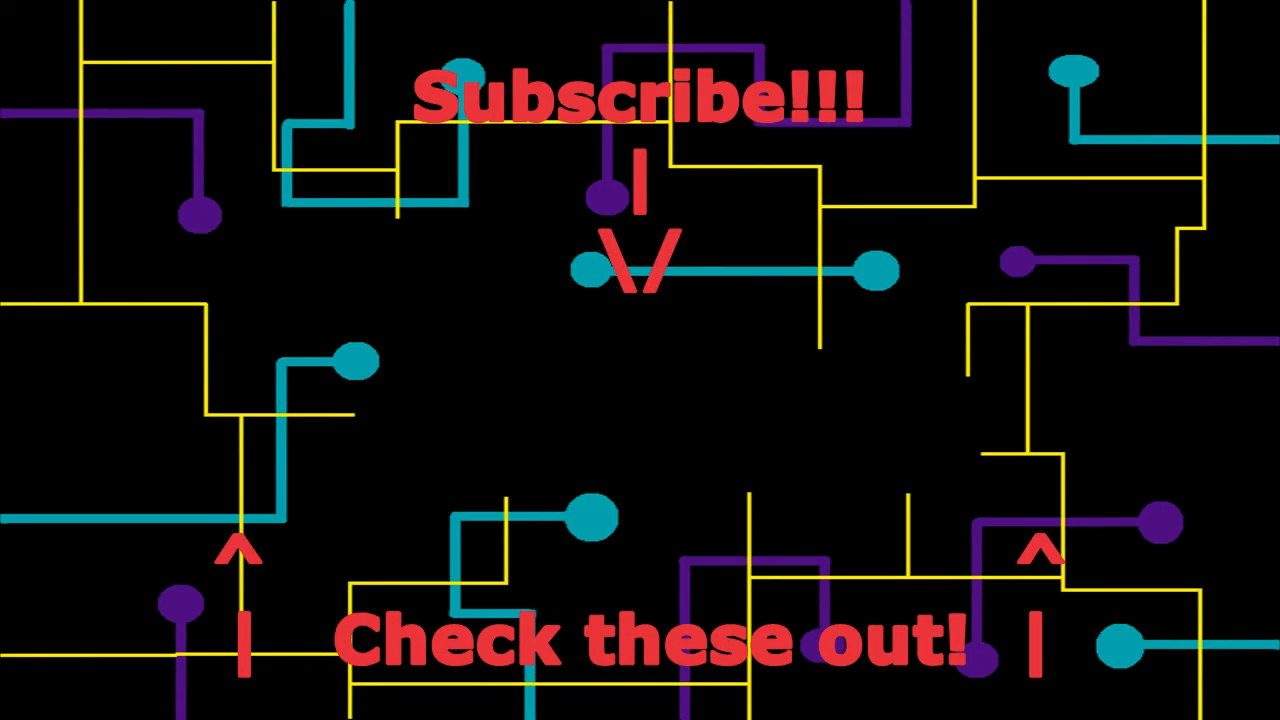 Subscribe!!!
|
\/
^ ^
| Check these out! |